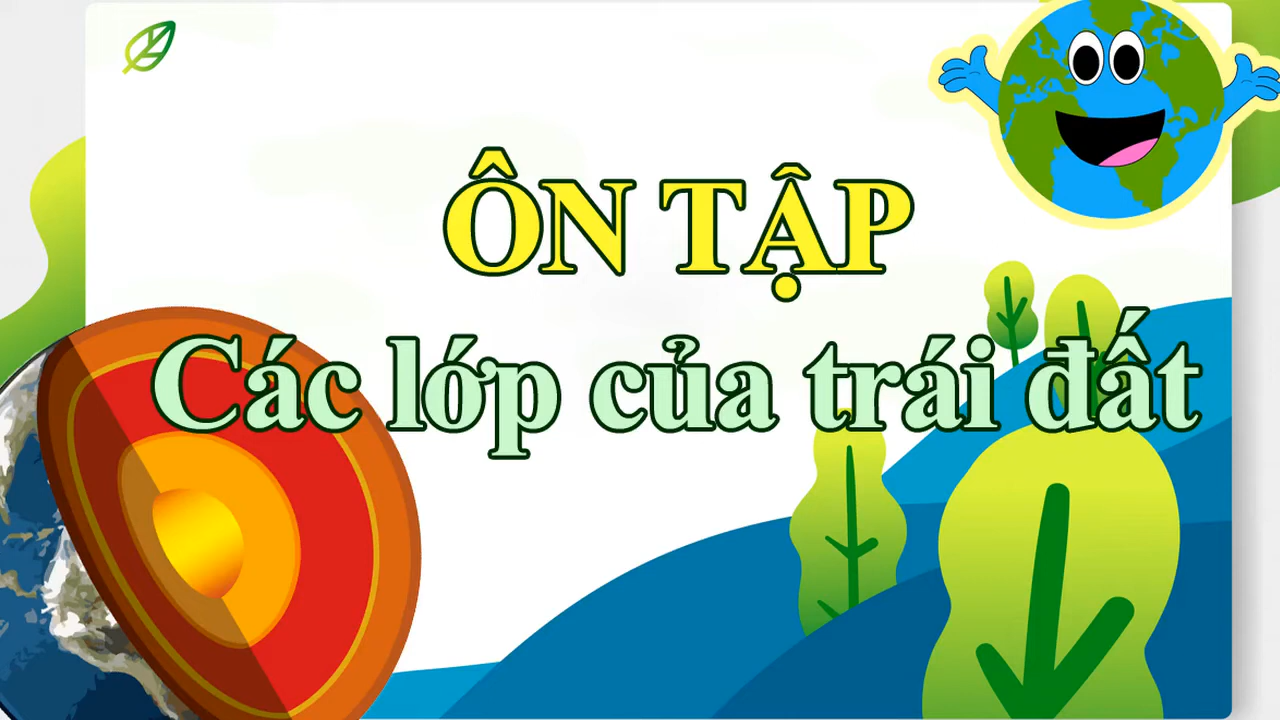 ÔN TẬP
Các lớp của trái đất